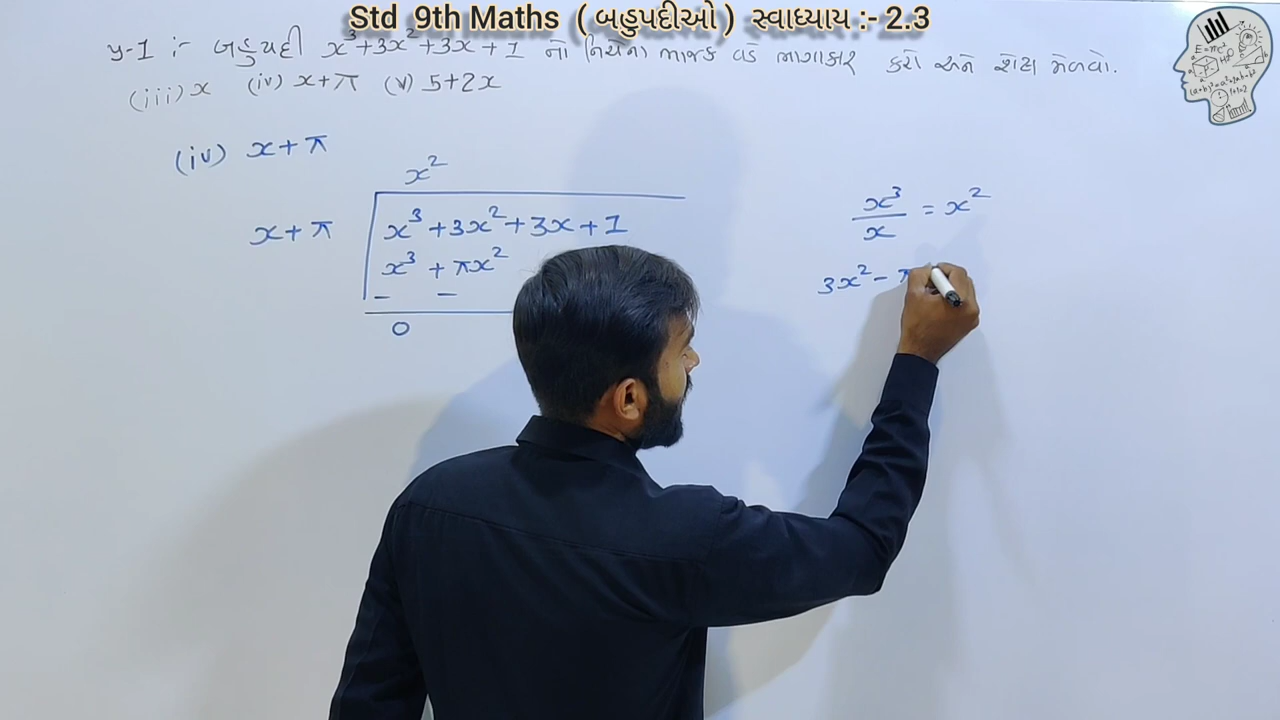 Std 9th Maths ( બહુપદીઓ ) સ્વાધ્યાય :- 2.3
પ્ર-1 :- બહુપદી x³+3x²+3x+1 નો નિચેના ભાજક વડે ભાગાકાર કરો અને શેષ મેળવો.
(iii) x (iv) x+π (v) 5+2x
(iv) x+π
x²
x+π x³+3x²+3x+1
x³ + πx²
- -
0
x³/x = x²
3x² - π